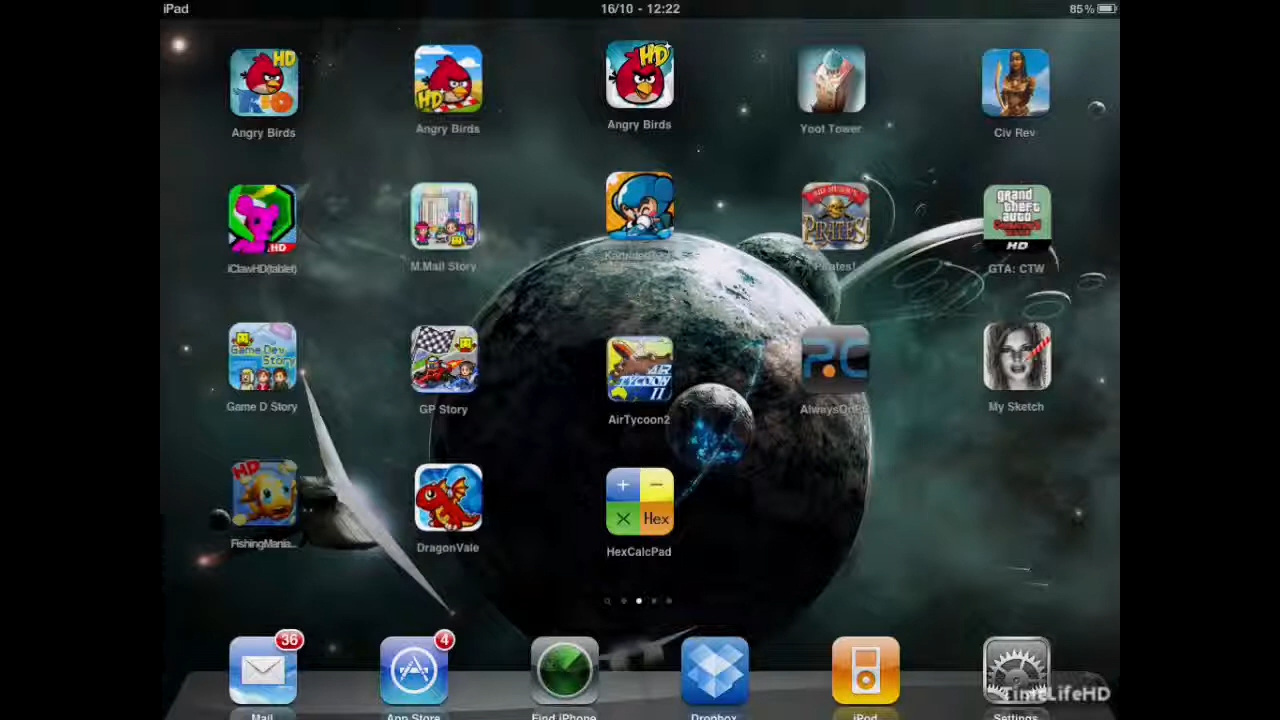 iPad 16/10 - 12:22 85%
HD
RIO
HD
HD
Angry Birds Angry Birds Angry Birds Yoot Tower Civ Rev
HD
SID MEIER'S
PIRATES!
grand
theft
auto
HD
iClawHD(tablet) M.Mall Story Pirates! GTA: CTW
Game Dev
Story
AIR
TYCOON
II
PC
Game D Story GP Story AirTycoon2 My Sketch
HD
+ −
× Hex
FishingMania... DragonVale HexCalcPad
36 4
Mail App Store Find iPhone Dropbox iPod Settings
TimeLifeHD